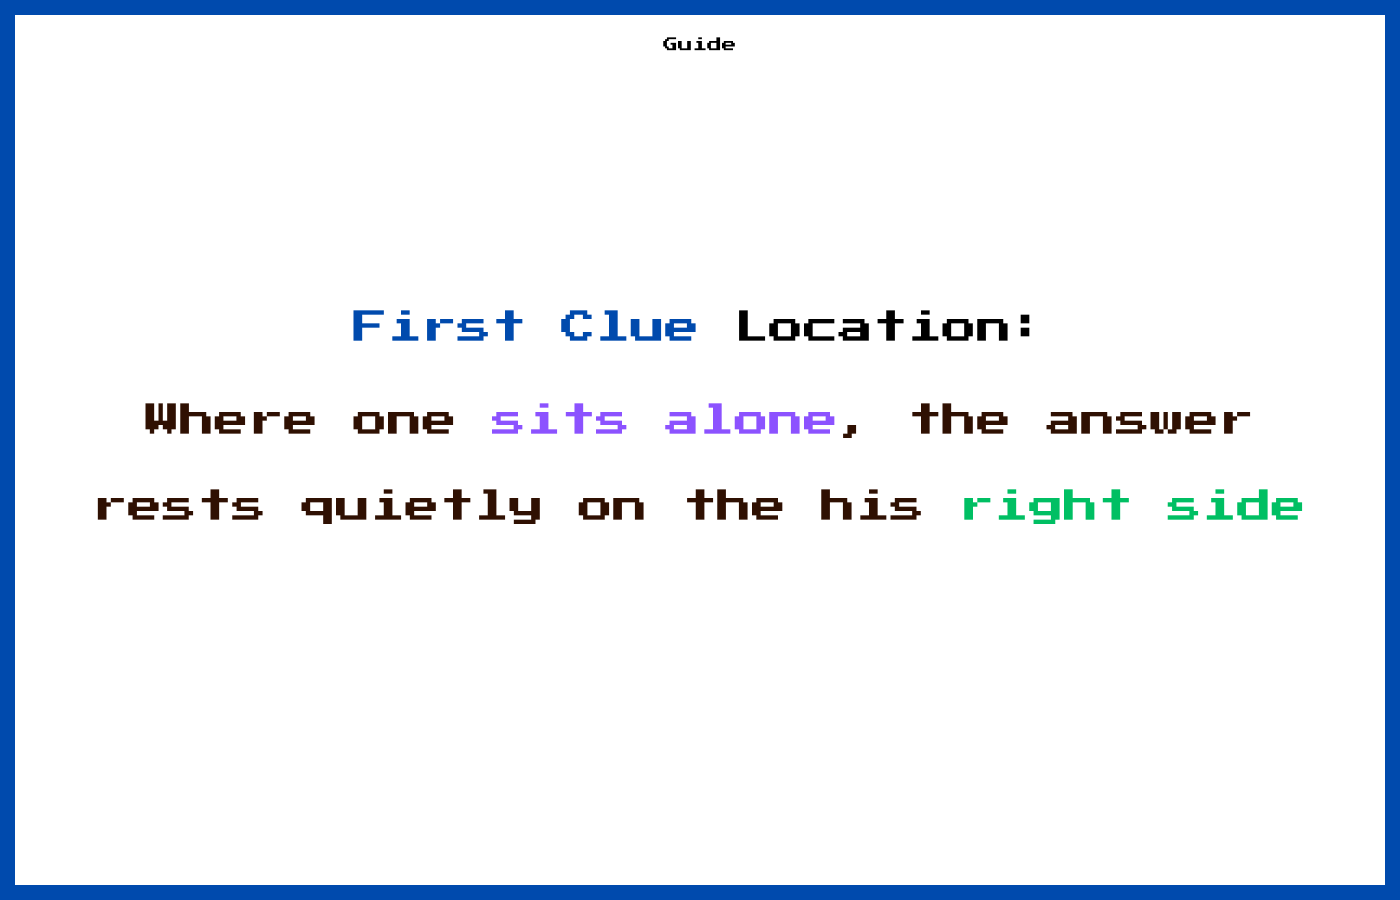 Guide
First Clue Location:
Where one sits alone, the answer
rests quietly on the his right side